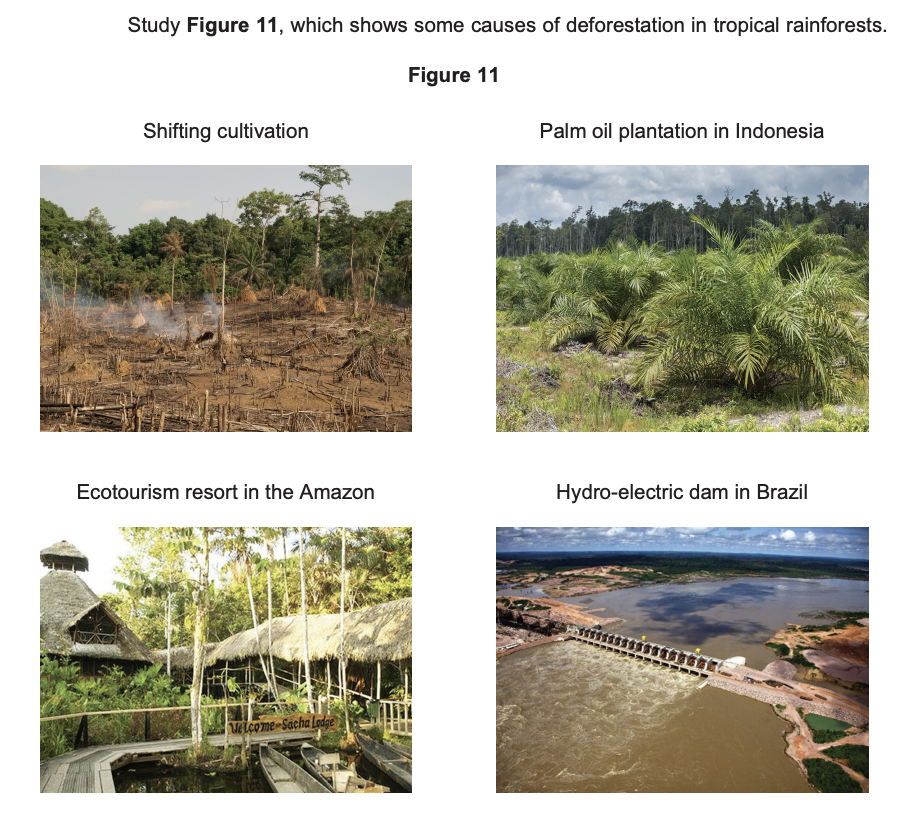 Study Figure 11, which shows some causes of deforestation in tropical rainforests.
Figure 11
Shifting cultivation
Palm oil plantation in Indonesia
Ecotourism resort in the Amazon
Hydro-electric dam in Brazil
Welcome-Sacha Lodge